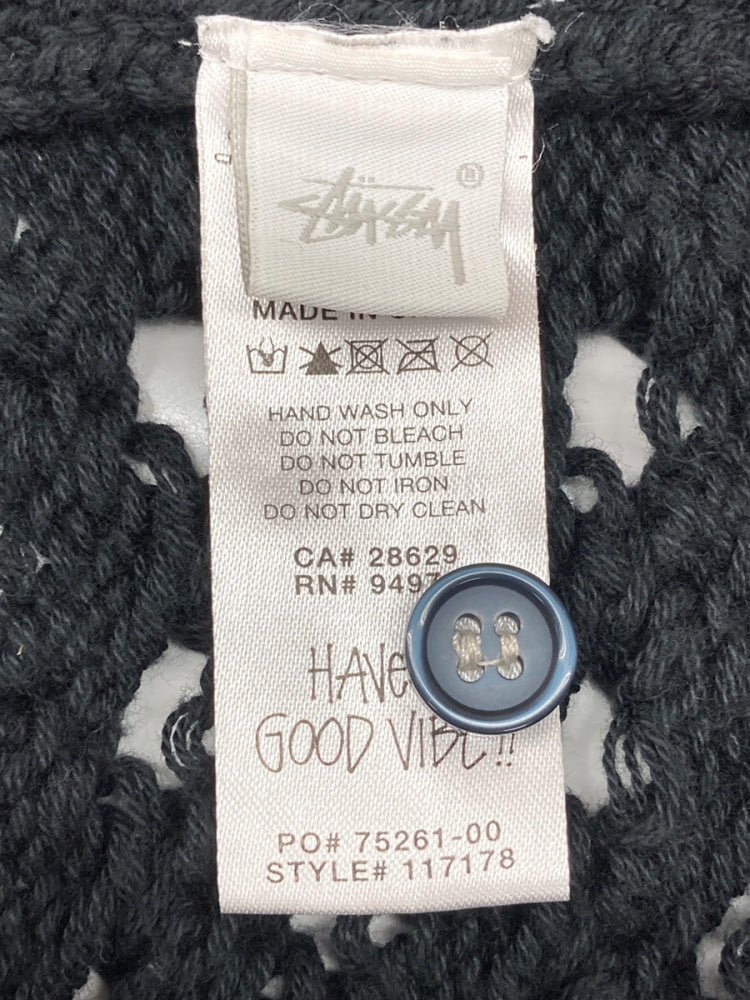 Stüssy ®
MADE IN
HAND WASH ONLY
DO NOT BLEACH
DO NOT TUMBLE
DO NOT IRON
DO NOT DRY CLEAN
CA# 28629
RN# 9497
HAVE
GOOD VIBE!!
PO# 75261-00
STYLE# 117178